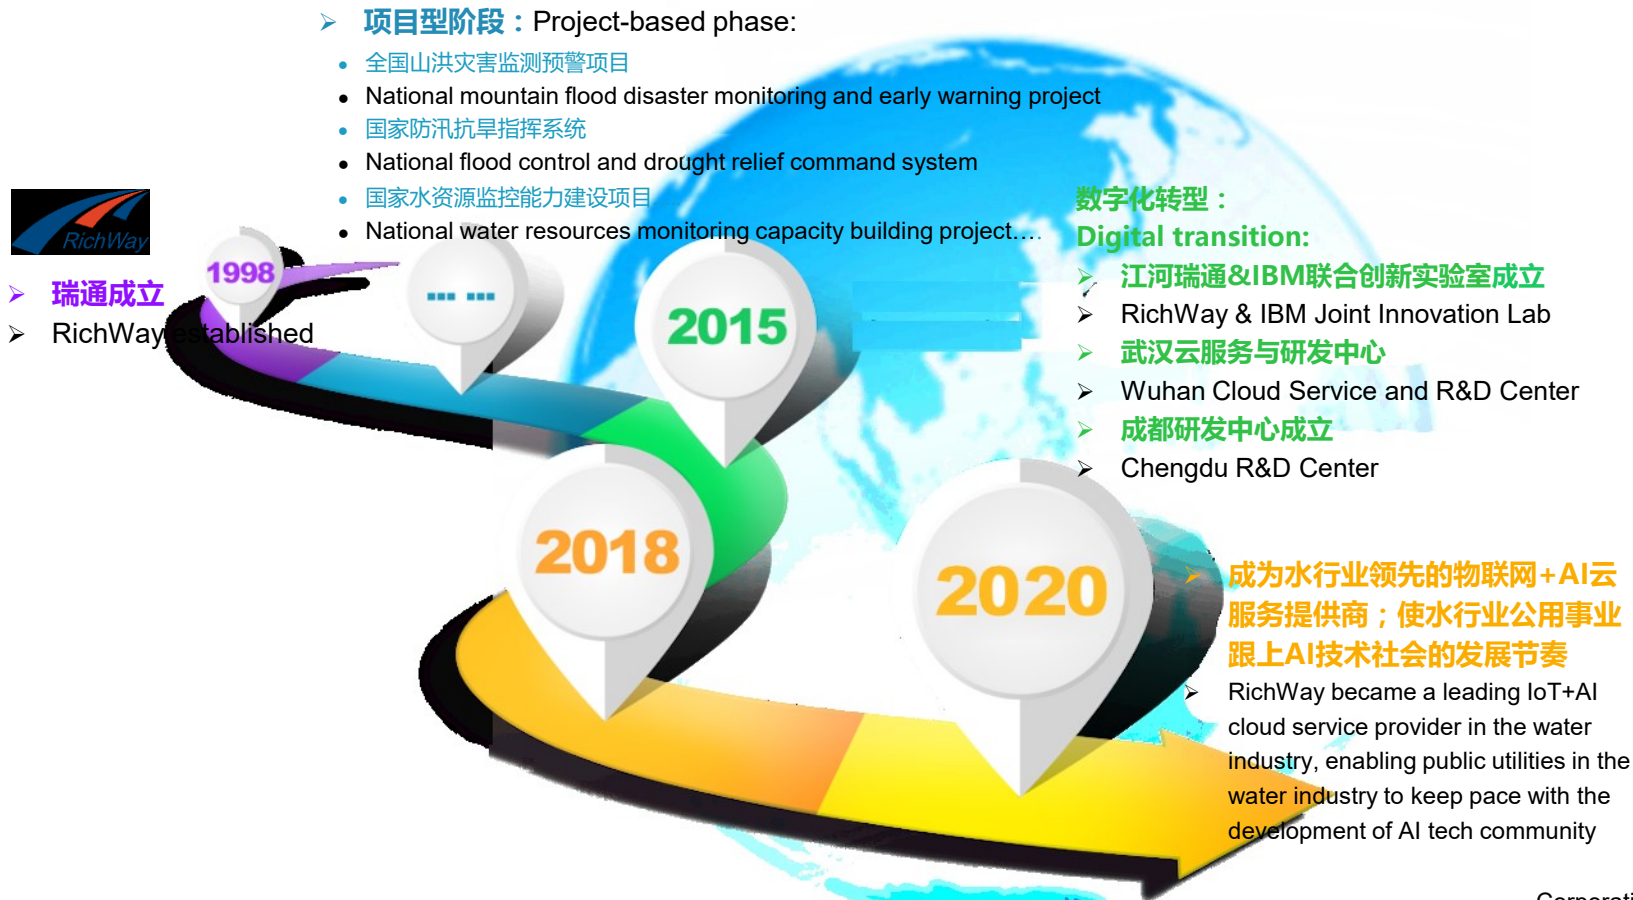 项目型阶段：Project-based phase:
全国山洪灾害监测预警项目
National mountain flood disaster monitoring and early warning project
国家防汛抗旱指挥系统
National flood control and drought relief command system
国家水资源监控能力建设项目
National water resources monitoring capacity building project….
RichWay
瑞通成立
RichWay established
1998
... ...
2015
数字化转型：
Digital transition:
江河瑞通&IBM联合创新实验室成立
RichWay & IBM Joint Innovation Lab
武汉云服务与研发中心
Wuhan Cloud Service and R&D Center
成都研发中心成立
Chengdu R&D Center
2018
2020
成为水行业领先的物联网+AI云
服务提供商；使水行业公用事业
跟上AI技术社会的发展节奏
RichWay became a leading IoT+AI
cloud service provider in the water
industry, enabling public utilities in the
water industry to keep pace with the
development of AI tech community